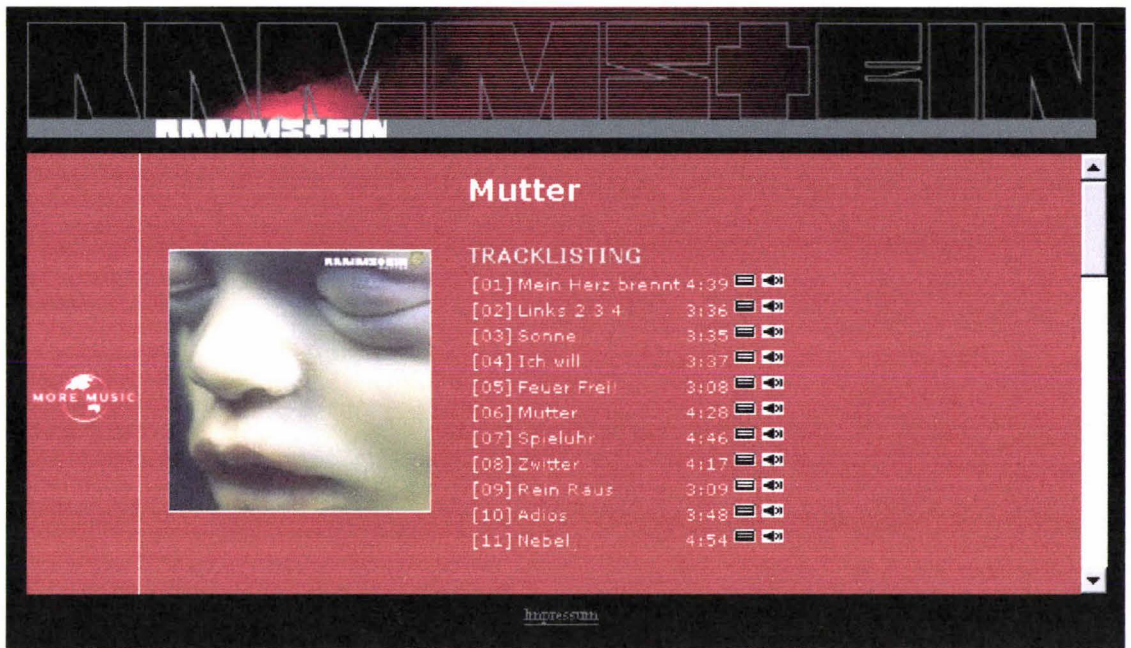 RAMMSTEIN
RAMMSTEIN
Mutter
RAMMSTEIN
MUTTER
TRACKLISTING
[01] Mein Herz brennt 4:39
[02] Links 2 3 4 3:36
[03] Sonne 3:35
[04] Ich will 3:37
[05] Feuer Frei! 3:08
[06] Mutter 4:28
[07] Spieluhr 4:46
[08] Zwitter 4:17
[09] Rein Raus 3:09
[10] Adios 3:48
[11] Nebel 4:54
MORE MUSIC
Impressum